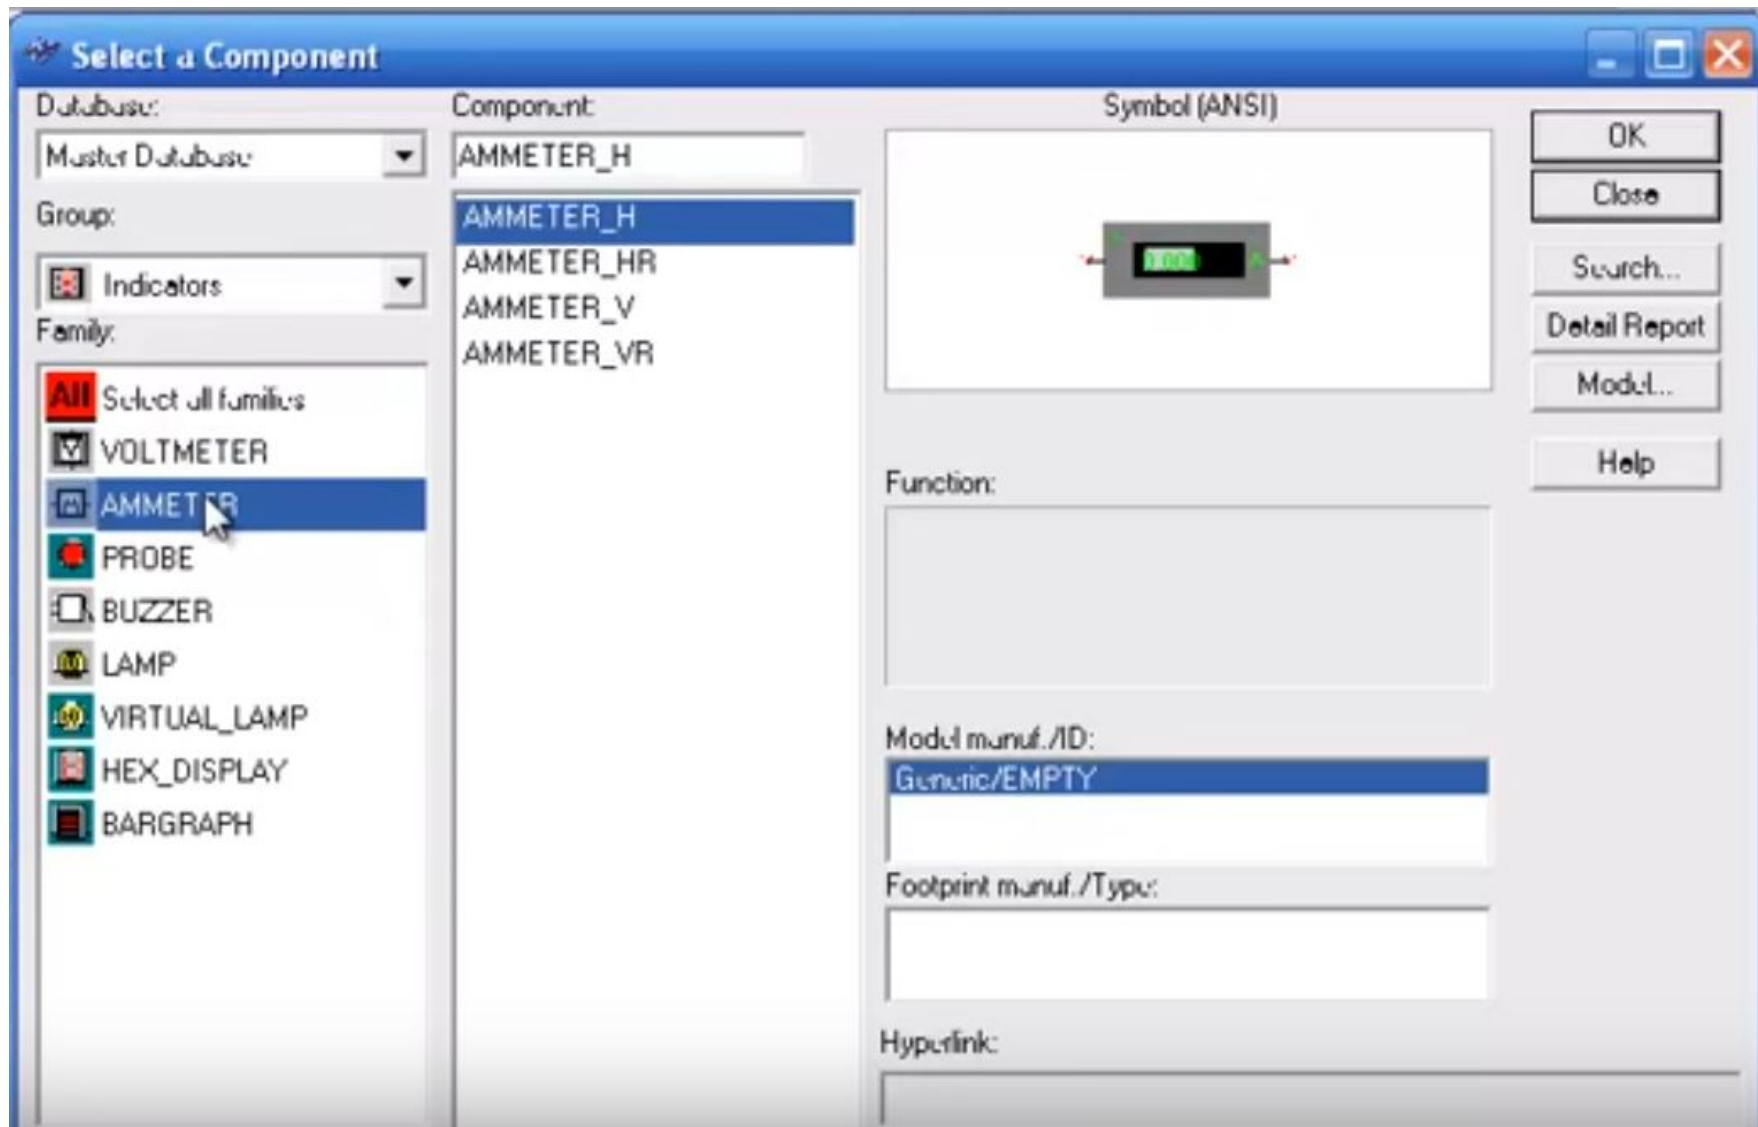 Select a Component
Database:
Master Database
Group:
Indicators
Family:
All Select all families
VOLTMETER
AMMETER
PROBE
BUZZER
LAMP
VIRTUAL_LAMP
HEX_DISPLAY
BARGRAPH
Component:
AMMETER_H
AMMETER_H
AMMETER_HR
AMMETER_V
AMMETER_VR
Symbol (ANSI)
Function:
Model manuf./ID:
Generic/EMPTY
Footprint manuf./Type:
Hyperlink:
OK
Close
Search...
Detail Report
Model...
Help